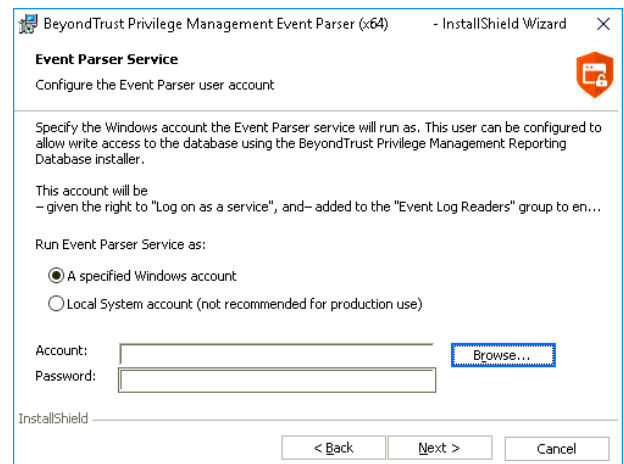 BeyondTrust Privilege Management Event Parser (x64) - InstallShield Wizard
Event Parser Service
Configure the Event Parser user account
Specify the Windows account the Event Parser service will run as. This user can be configured to
allow write access to the database using the BeyondTrust Privilege Management Reporting
Database installer.
This account will be
– given the right to "Log on as a service", and– added to the "Event Log Readers" group to en...
Run Event Parser Service as:
A specified Windows account
Local System account (not recommended for production use)
Account:
Browse...
Password:
InstallShield
< Back
Next >
Cancel